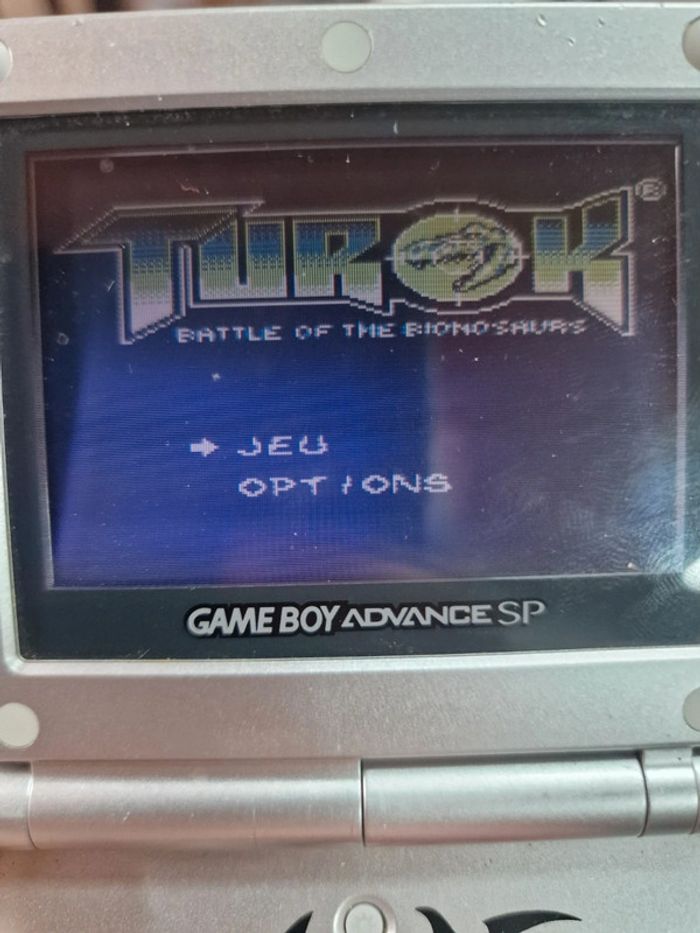 TUROK®
BATTLE OF THE BIONOSAURS
JEU
OPTIONS
GAME BOY ADVANCE SP